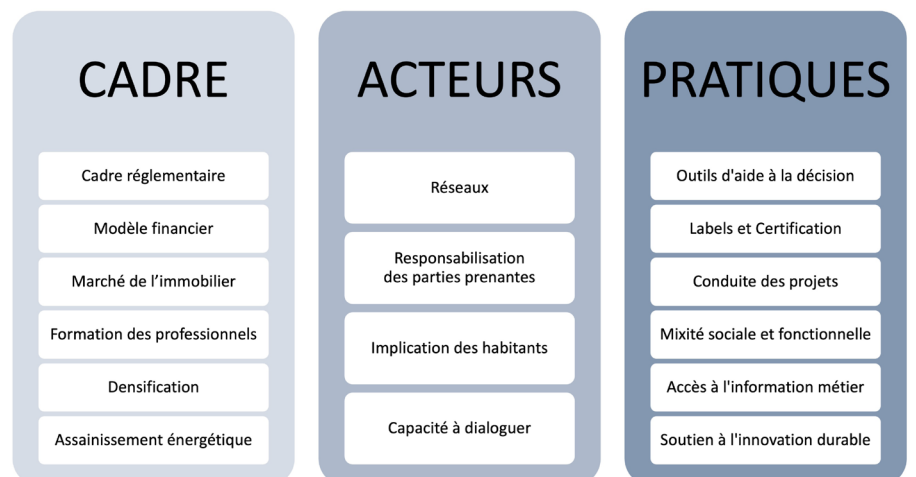 CADRE
Cadre réglementaire
Modèle financier
Marché de l’immobilier
Formation des professionnels
Densification
Assainissement énergétique
ACTEURS
Réseaux
Responsabilisation
des parties prenantes
Implication des habitants
Capacité à dialoguer
PRATIQUES
Outils d'aide à la décision
Labels et Certification
Conduite des projets
Mixité sociale et fonctionnelle
Accès à l'information métier
Soutien à l'innovation durable